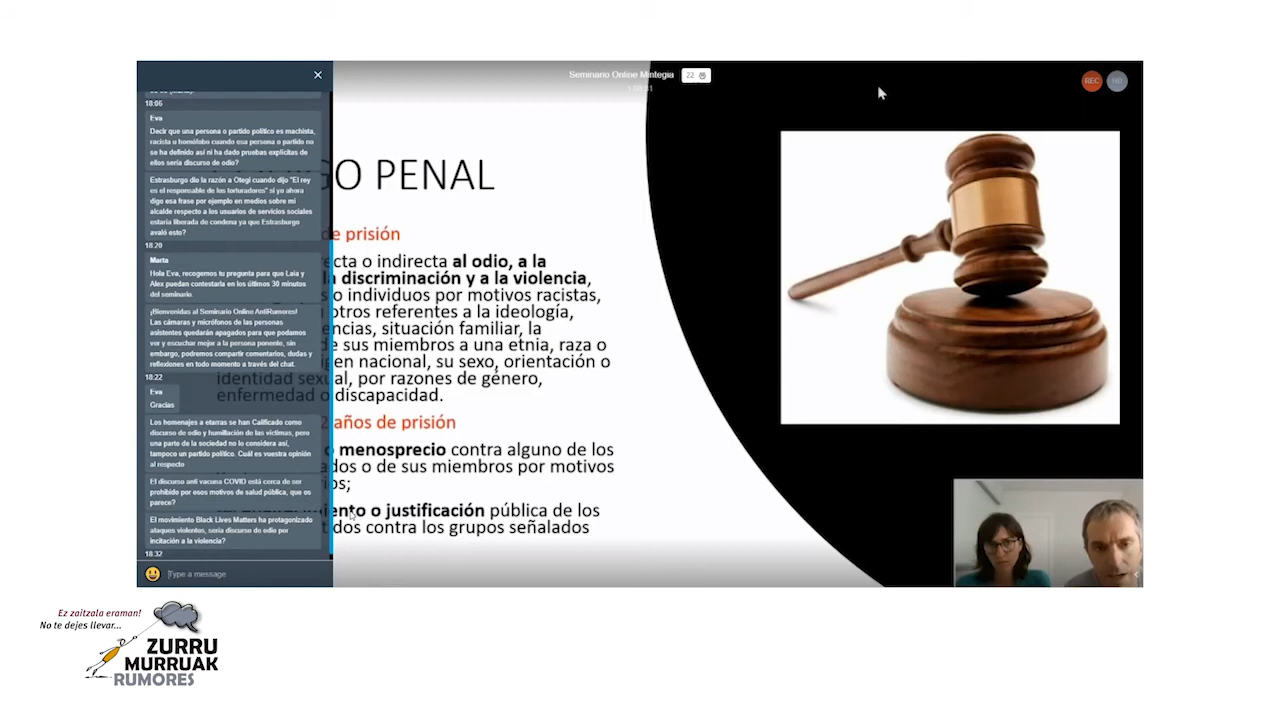 Seminario Online Mintegia
22
REC
18:06
Eva
Decir que una persona o partido político es machista,
racista o homófobo cuando esa persona o partido no
se ha definido así ni ha dado pruebas explícitas de
ellos sería discurso de odio?
Estrasburgo dio la razón a Otegi cuando dijo "El rey
es el responsable de los torturadores" si yo ahora
digo esa frase por ejemplo en medios sobre mi
alcalde respecto a los usuarios de servicios sociales
estaría liberada de condena ya que Estrasburgo
avaló esto?
18:20
Marta
Hola Eva, recogemos tu pregunta para que Laia y
Alex puedan contestarla en los últimos 30 minutos
del seminario.
¡Bienvenidas al Seminario Online AntiRumores!
Las cámaras y micrófonos de las personas
asistentes quedarán apagados para que podamos
ver y escuchar mejor a la persona ponente, sin
embargo, podremos compartir comentarios, dudas y
reflexiones en todo momento a través del chat.
18:22
Eva
Gracias
Los homenajes a etarras se han Calificado como
discurso de odio y humillación de las víctimas, pero
una parte de la sociedad no lo considera así,
tampoco un partido político. Cuál es vuestra opinión
al respecto
El discurso anti vacuna COVID está cerca de ser
prohibido por esos motivos de salud pública, que os
parece?
El movimiento Black Lives Matters ha protagonizado
ataques violentos, sería discurso de odio por
incitación a la violencia?
18:32
Type a message
GO PENAL
de prisión
ecta o indirecta al odio, a la
la discriminación y a la violencia,
s o individuos por motivos racistas,
otros referentes a la ideología,
encias, situación familiar, la
de sus miembros a una etnia, raza o
igen nacional, su sexo, orientación o
identidad sexual, por razones de género,
enfermedad o discapacidad.
2 años de prisión
o menosprecio contra alguno de los
ados o de sus miembros por motivos
rios;
iento o justificación pública de los
tidos contra los grupos señalados
Ez zaitzala eraman!
No te dejes llevar...
ZURRU
MURRUAK
RUMORES